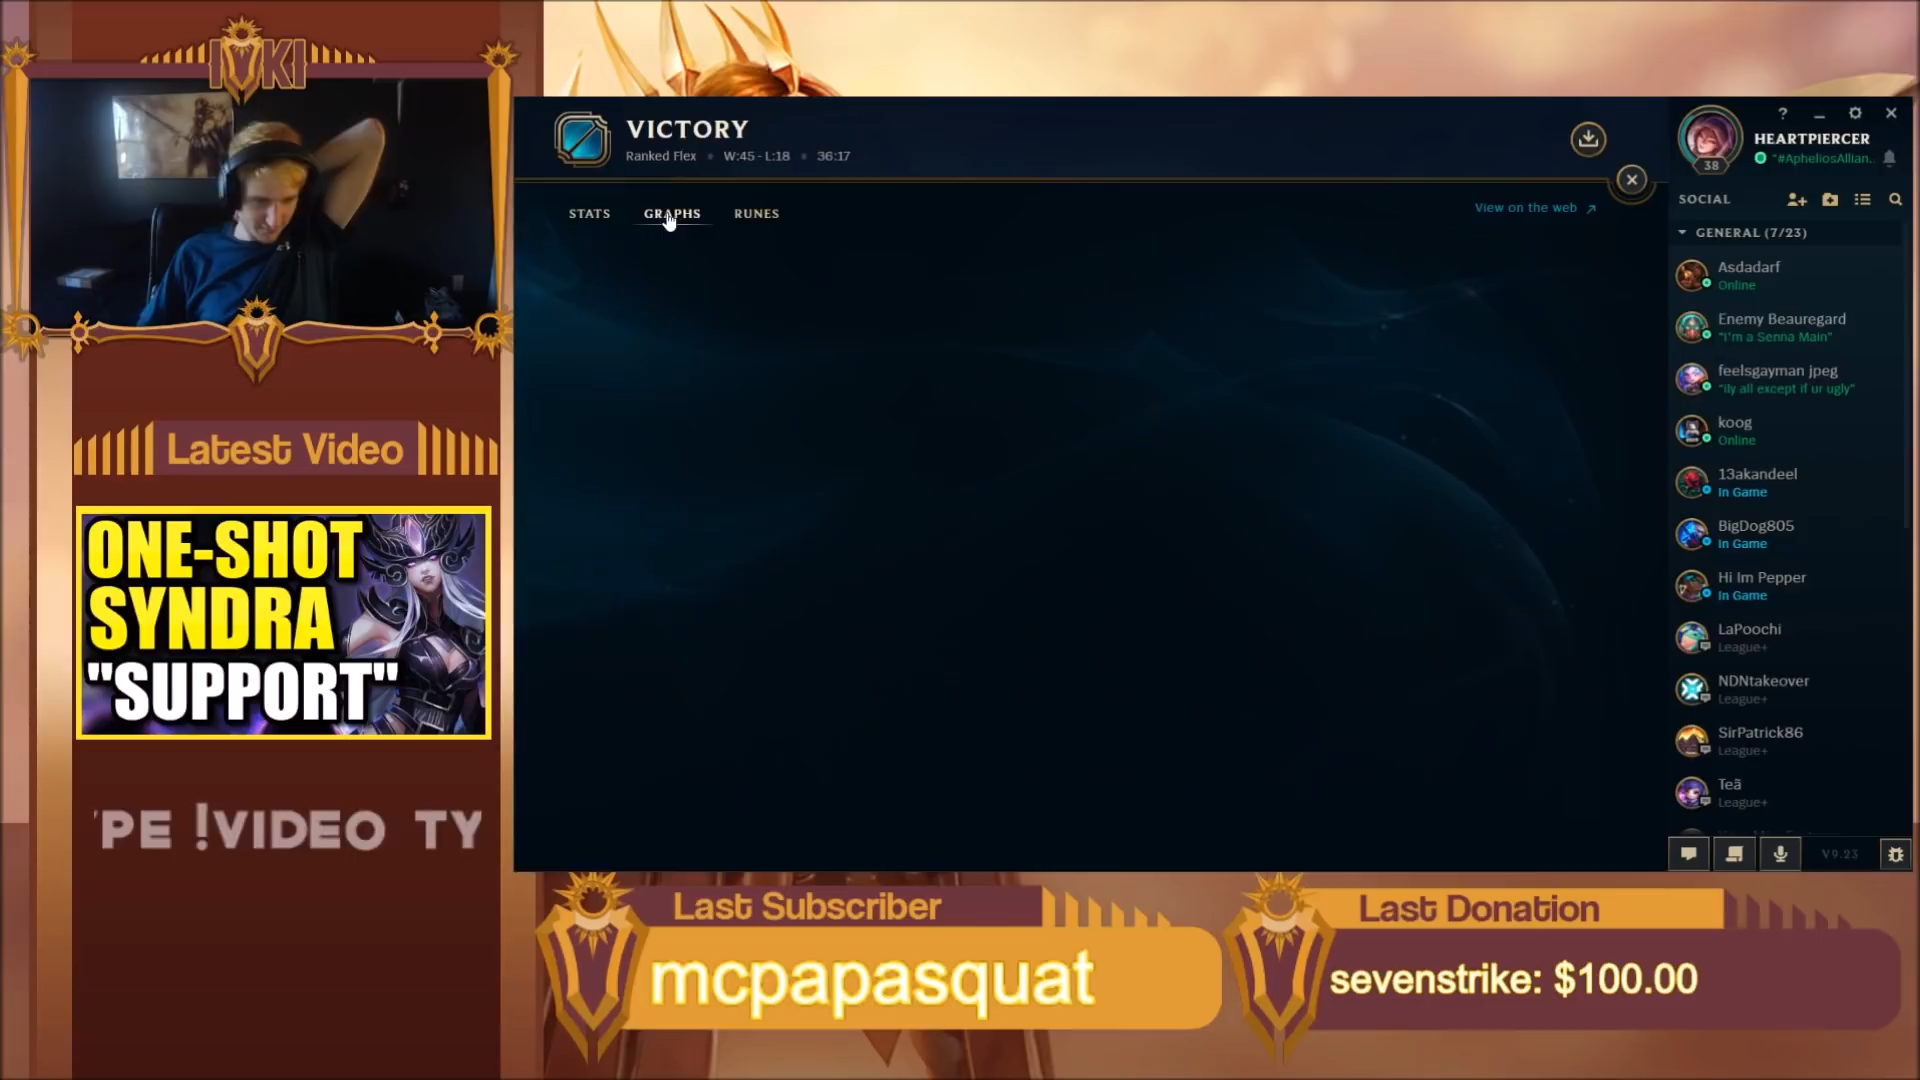 IVKI
VICTORY
Ranked Flex • W:45 - L:18 • 36:17
STATS GRAPHS RUNES
View on the web
?
HEARTPIERCER
"#ApheliosAllian..
38
SOCIAL
GENERAL (7/23)
Asdadarf
Online
Enemy Beauregard
"I'm a Senna Main"
feelsgayman jpeg
"ily all except if ur ugly"
koog
Online
13akandeel
In Game
BigDog805
In Game
Hi Im Pepper
In Game
LaPoochi
League+
NDNtakeover
League+
SirPatrick86
League+
Teã
League+
V9.23
Latest Video
ONE-SHOT
SYNDRA
"SUPPORT"
PE !VIDEO TY
Last Subscriber
mcpapasquat
Last Donation
sevenstrike: $100.00